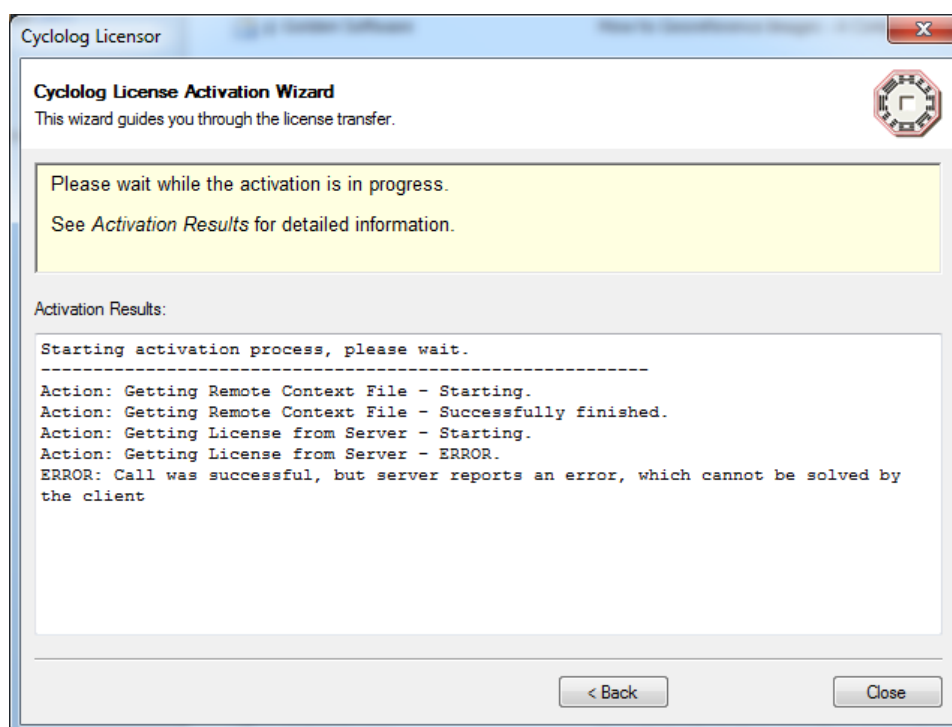 Cyclolog Licensor
Cyclolog License Activation Wizard
This wizard guides you through the license transfer.
Please wait while the activation is in progress.
See Activation Results for detailed information.
Activation Results:
Starting activation process, please wait.
----------------------------------------------------------
Action: Getting Remote Context File - Starting.
Action: Getting Remote Context File - Successfully finished.
Action: Getting License from Server - Starting.
Action: Getting License from Server - ERROR.
ERROR: Call was successful, but server reports an error, which cannot be solved by
the client
< Back
Close